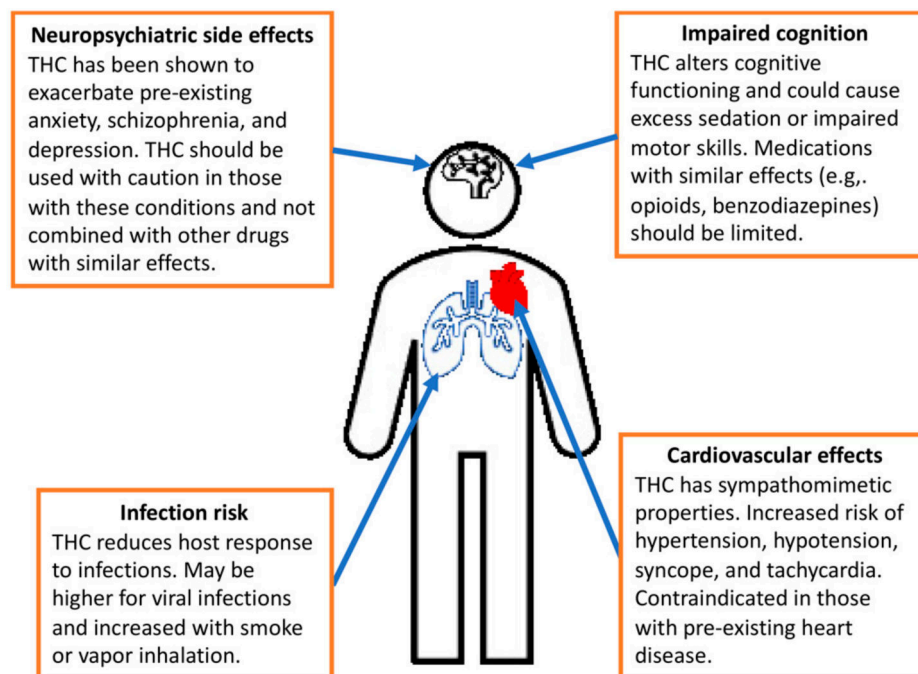 Neuropsychiatric side effects
THC has been shown to
exacerbate pre-existing
anxiety, schizophrenia, and
depression. THC should be
used with caution in those
with these conditions and not
combined with other drugs
with similar effects.
Impaired cognition
THC alters cognitive
functioning and could cause
excess sedation or impaired
motor skills. Medications
with similar effects (e.g,.
opioids, benzodiazepines)
should be limited.
Infection risk
THC reduces host response
to infections. May be
higher for viral infections
and increased with smoke
or vapor inhalation.
Cardiovascular effects
THC has sympathomimetic
properties. Increased risk of
hypertension, hypotension,
syncope, and tachycardia.
Contraindicated in those
with pre-existing heart
disease.